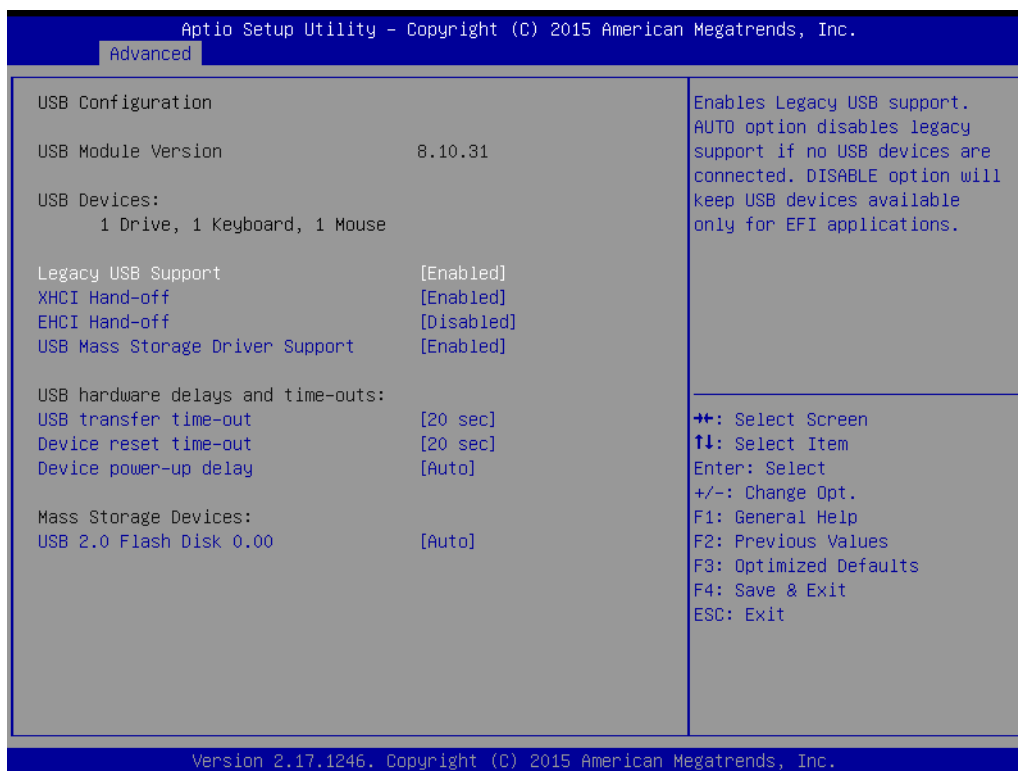 Aptio Setup Utility – Copyright (C) 2015 American Megatrends, Inc.
Advanced
USB Configuration
USB Module Version 8.10.31
USB Devices:
1 Drive, 1 Keyboard, 1 Mouse
Legacy USB Support [Enabled]
XHCI Hand-off [Enabled]
EHCI Hand-off [Disabled]
USB Mass Storage Driver Support [Enabled]
USB hardware delays and time-outs:
USB transfer time-out [20 sec]
Device reset time-out [20 sec]
Device power-up delay [Auto]
Mass Storage Devices:
USB 2.0 Flash Disk 0.00 [Auto]
Enables Legacy USB support.
AUTO option disables legacy
support if no USB devices are
connected. DISABLE option will
keep USB devices available
only for EFI applications.
→←: Select Screen
↑↓: Select Item
Enter: Select
+/-: Change Opt.
F1: General Help
F2: Previous Values
F3: Optimized Defaults
F4: Save & Exit
ESC: Exit
Version 2.17.1246. Copyright (C) 2015 American Megatrends, Inc.